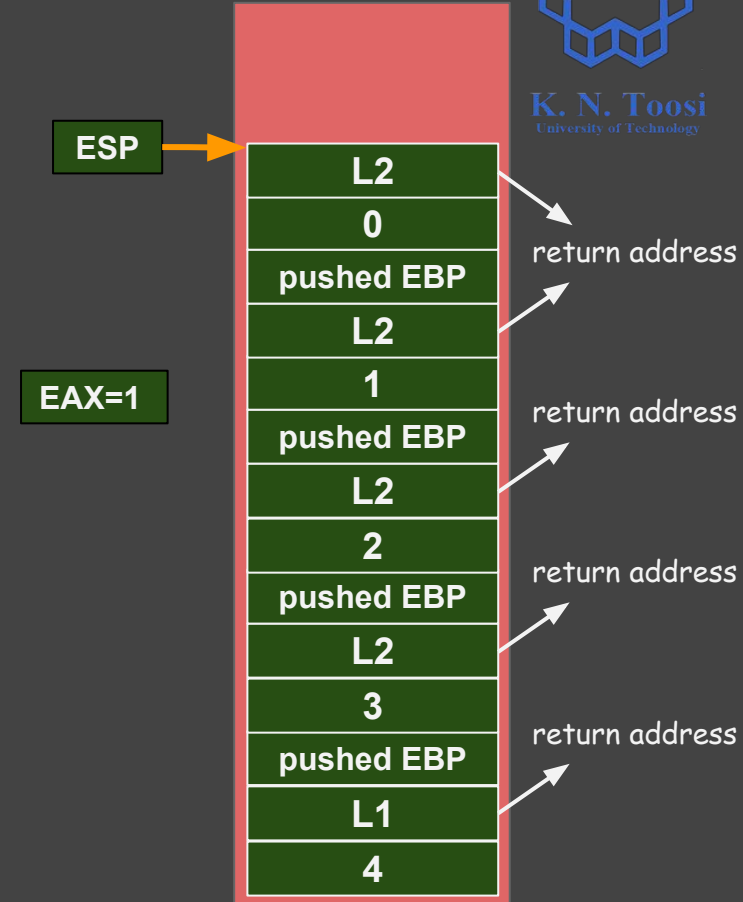 K. N. Toosi
University of Technology
ESP
L2
0
return address
pushed EBP
L2
EAX=1
1
return address
pushed EBP
L2
2
return address
pushed EBP
L2
3
return address
pushed EBP
L1
4